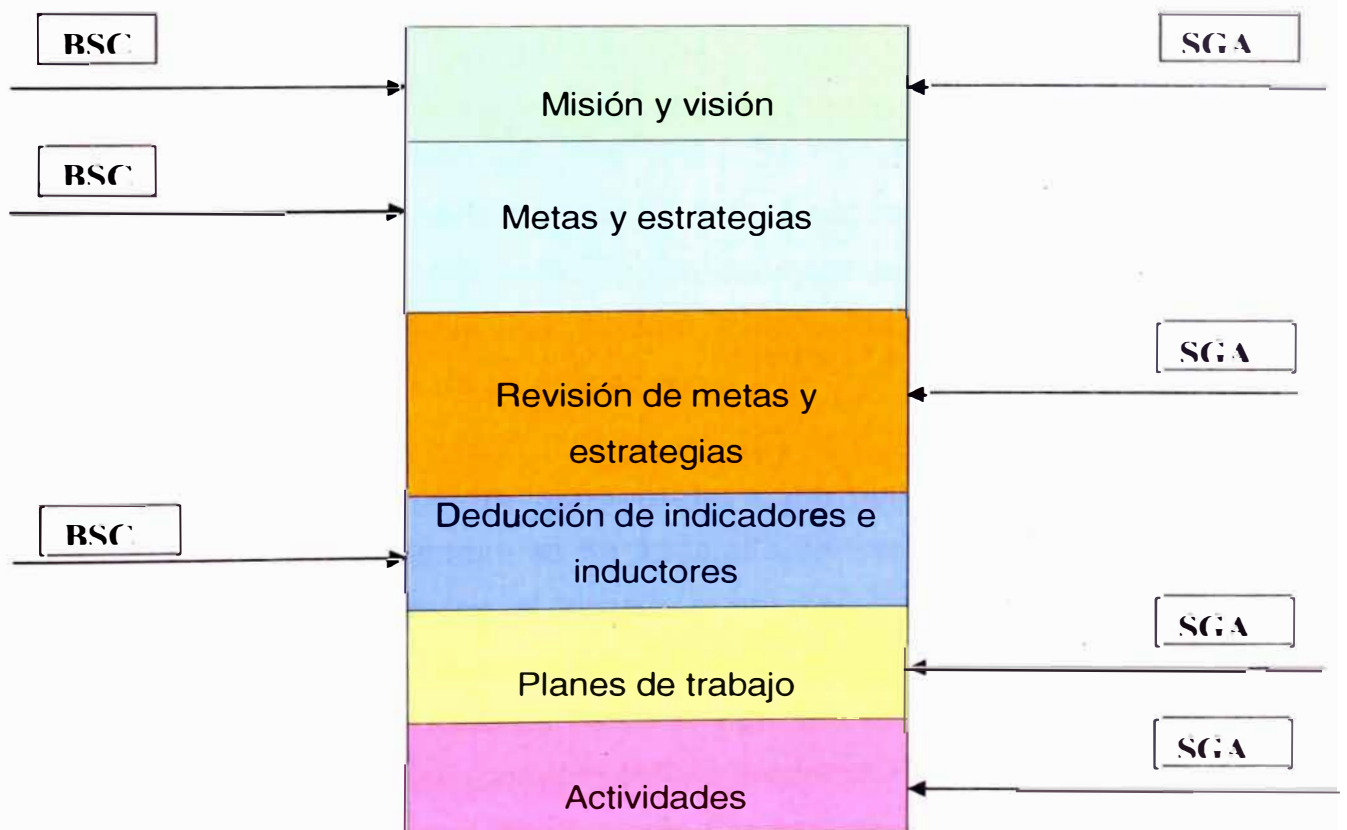 BSC
SGA
Misión y visión
BSC
Metas y estrategias
SGA
Revisión de metas y
estrategias
Deducción de indicadores e
BSC
inductores
SGA
Planes de trabajo
SGA
Actividades